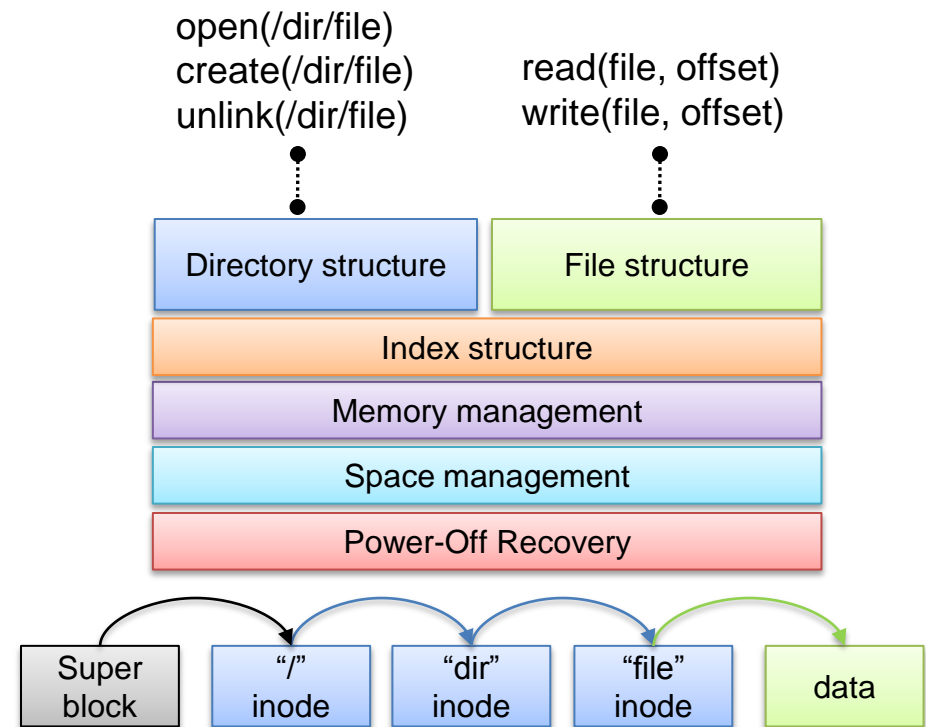 open(/dir/file)
create(/dir/file)
unlink(/dir/file)
read(file, offset)
write(file, offset)
Directory structure
File structure
Index structure
Memory management
Space management
Power-Off Recovery
Super
block
“/”
inode
“dir”
inode
“file”
inode
data